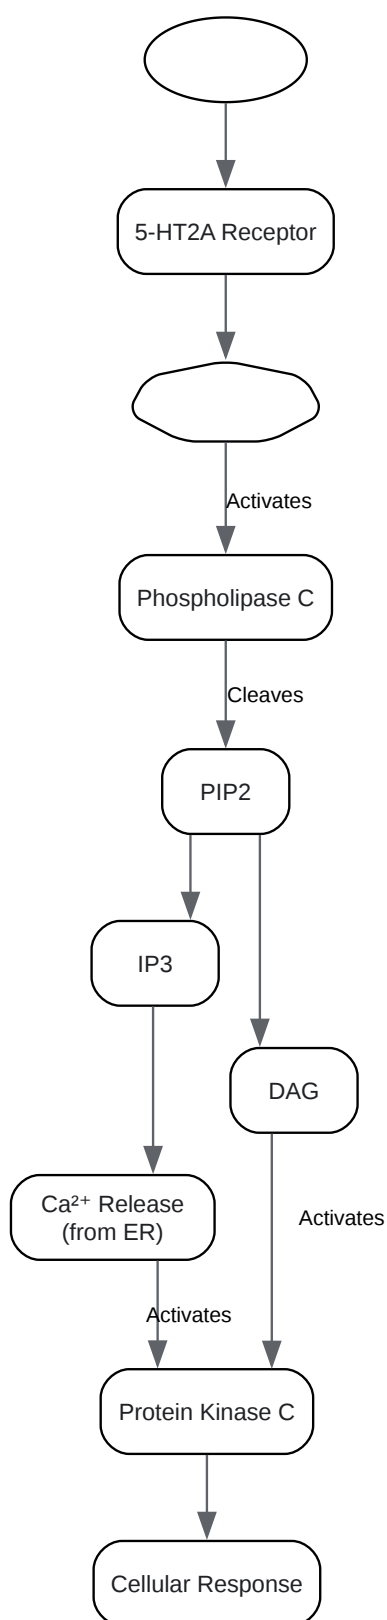 5-HT2A Receptor
Activates
Phospholipase C
Cleaves
PIP2
IP3
DAG
Ca²⁺ Release
(from ER)
Activates
Activates
Protein Kinase C
Cellular Response